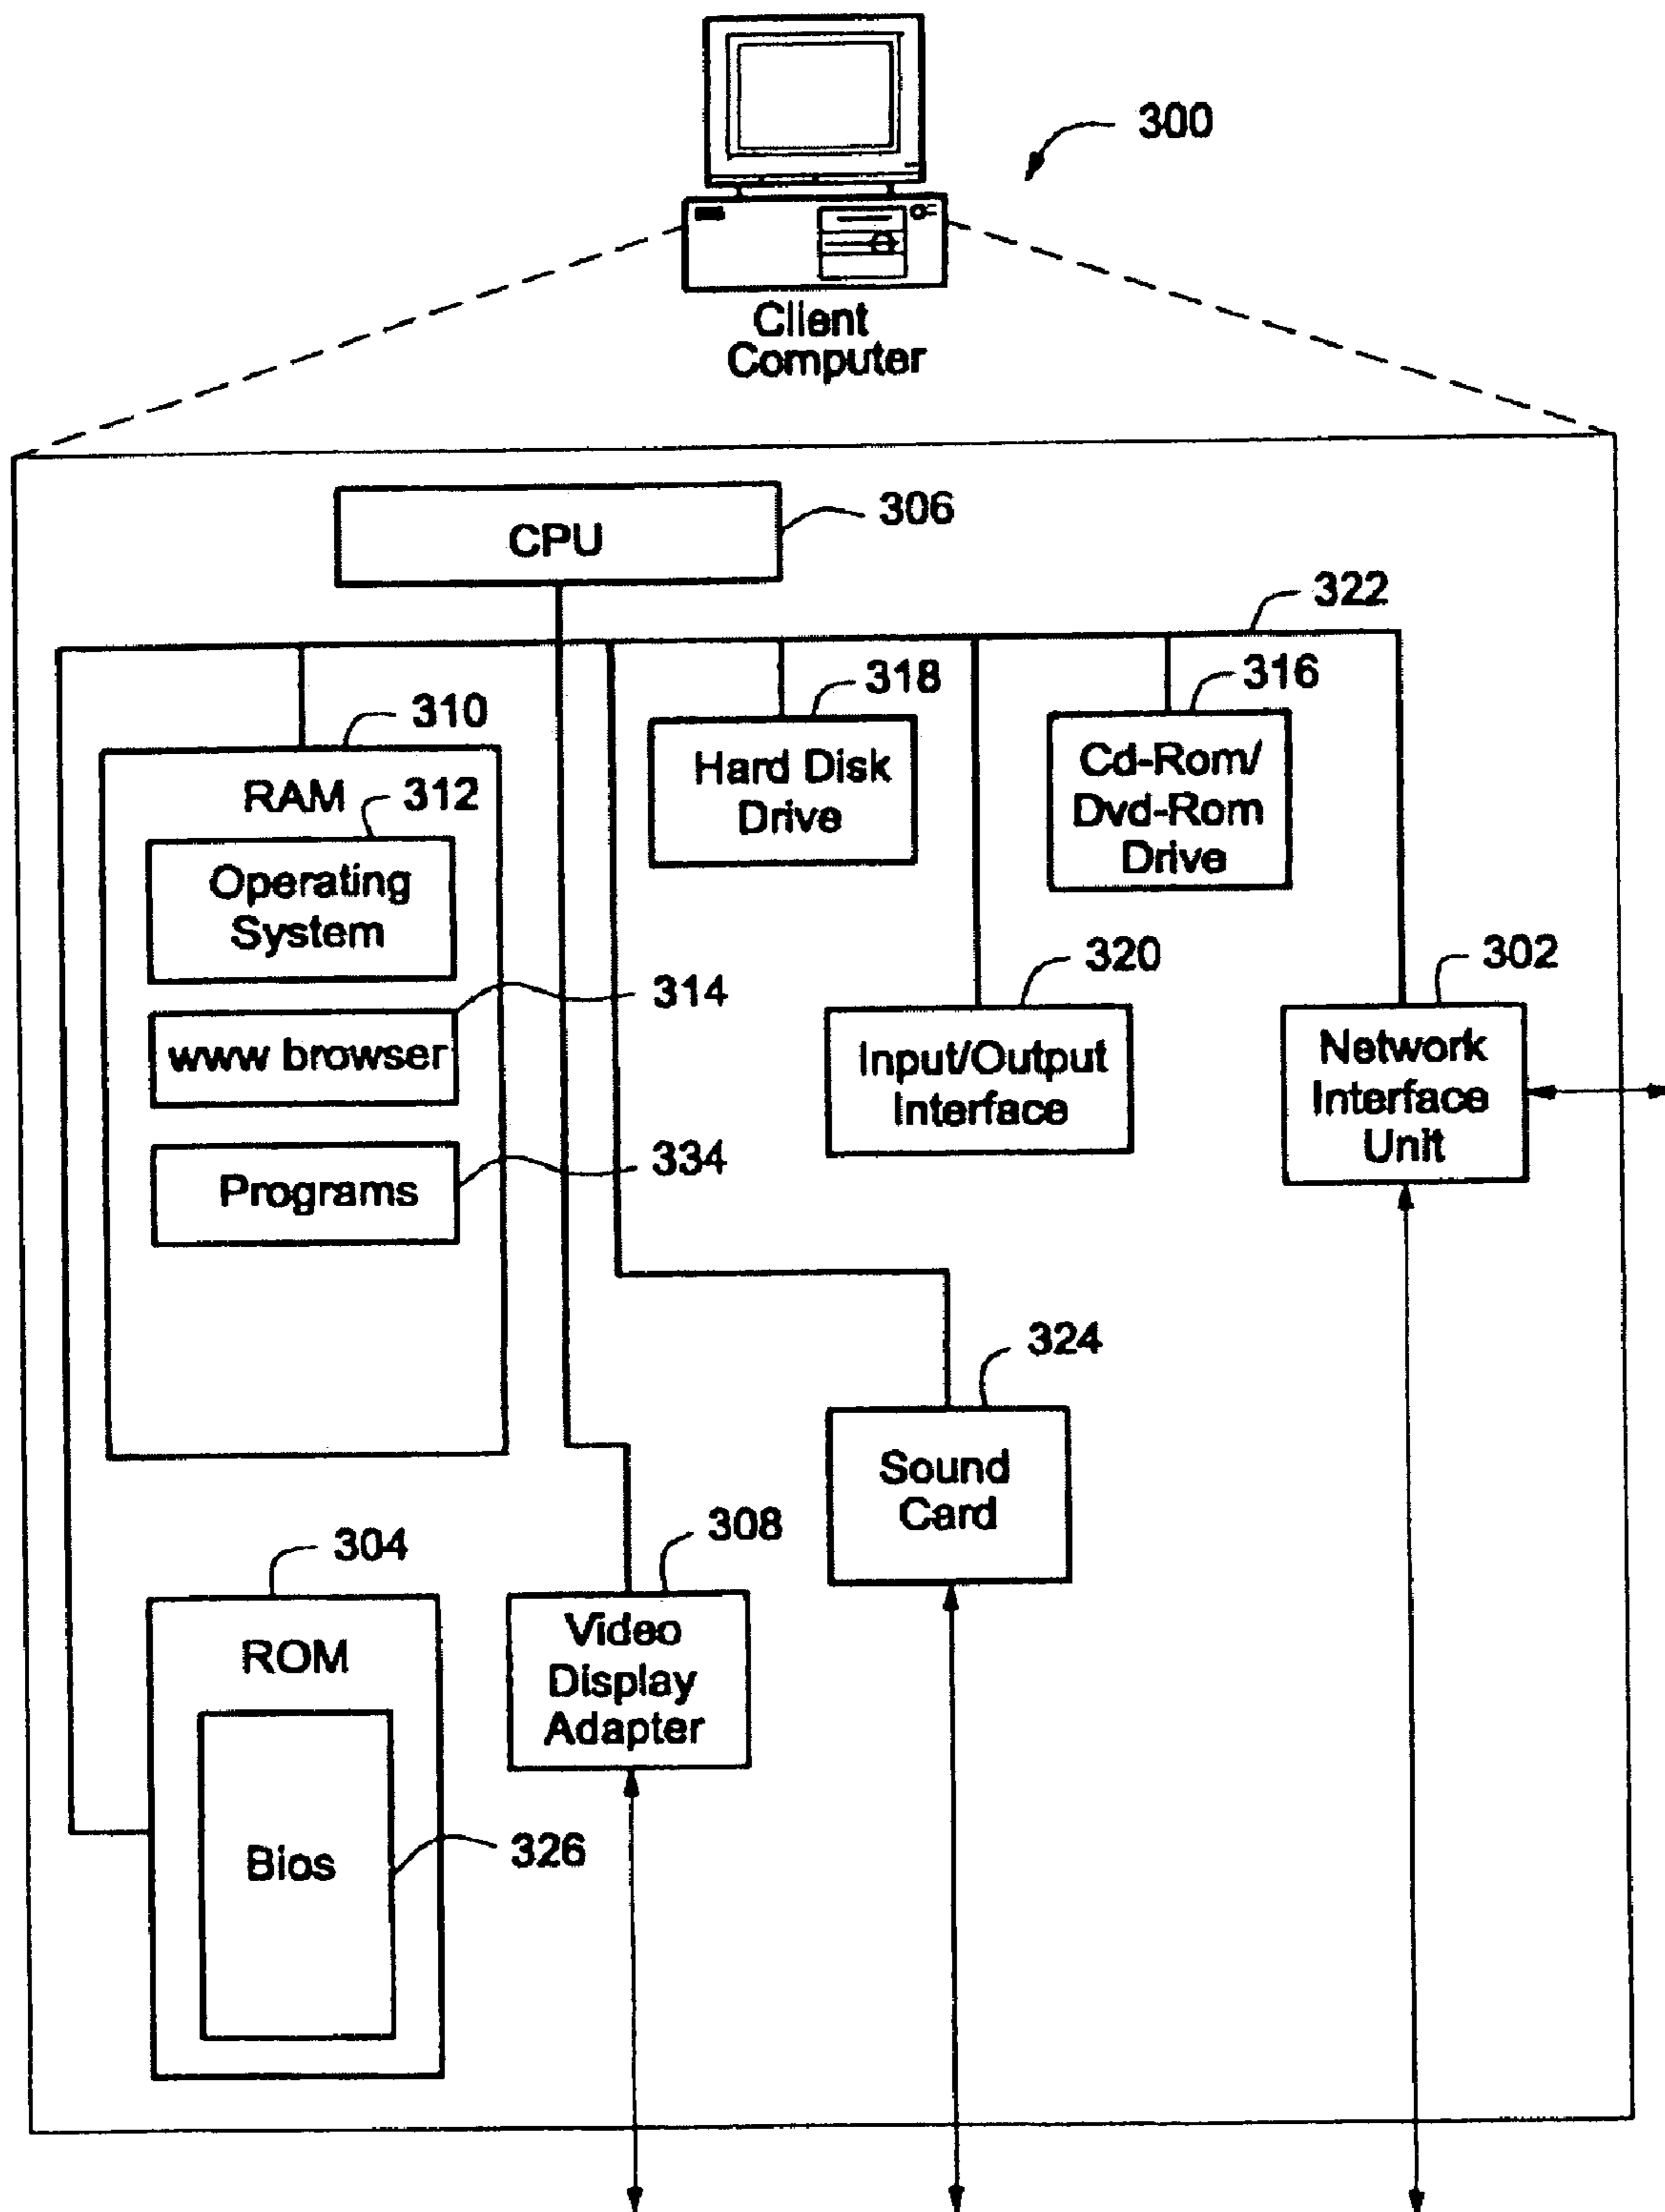 300
Client
Computer
CPU
306
322
310
318
316
RAM
312
Hard Disk
Drive
Cd-Rom/
Dvd-Rom
Drive
Operating
System
314
320
302
www browser
Input/Output
Interface
Network
Interface
Unit
334
Programs
324
Sound
Card
308
304
Video
Display
Adapter
ROM
Bios
326